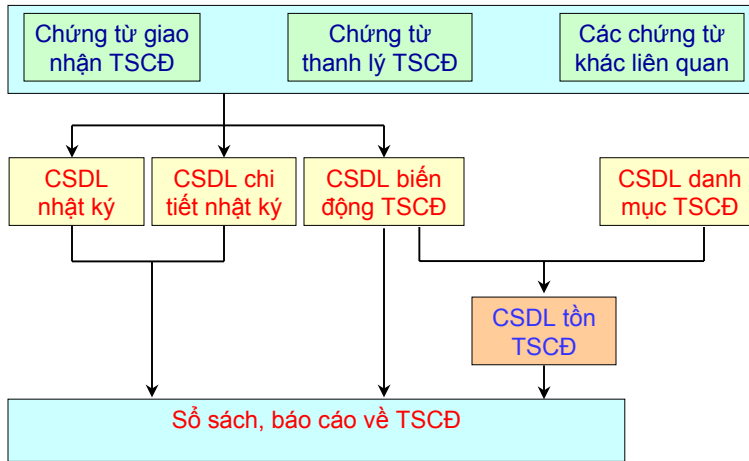 Chứng từ giao
nhận TSCĐ
Chứng từ
thanh lý TSCĐ
Các chứng từ
khác liên quan
CSDL
nhật ký
CSDL chi
tiết nhật ký
CSDL biến
động TSCĐ
CSDL danh
mục TSCĐ
CSDL tồn
TSCĐ
Sổ sách, báo cáo về TSCĐ